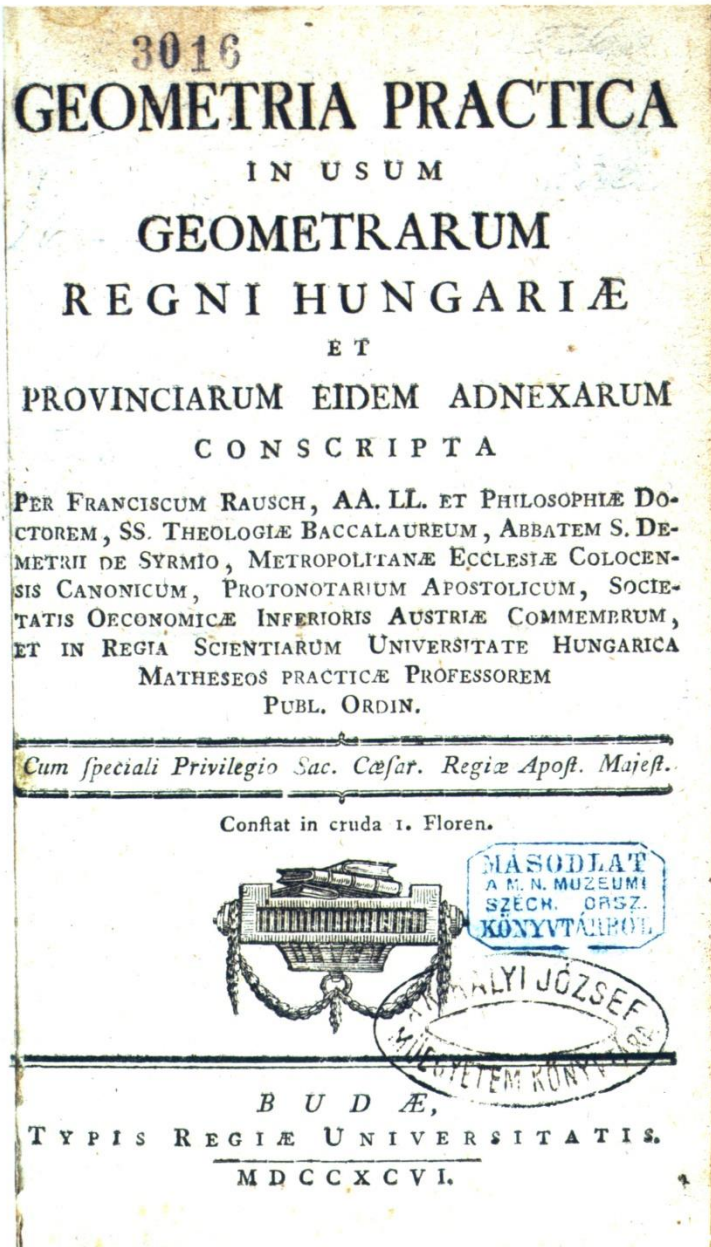 3016
GEOMETRIA PRACTICA
IN USUM
GEOMETRARUM
REGNI HUNGARIÆ
ET
PROVINCIARUM EIDEM ADNEXARUM
CONSCRIPTA
PER FRANCISCUM RAUSCH, AA. LL. ET PHILOSOPHIÆ DO-
CTOREM, SS. THEOLOGIÆ BACCALAUREUM, ABBATEM S. DE-
METRII DE SYRMIO, METROPOLITANÆ ECCLESIÆ COLOCEN-
SIS CANONICUM, PROTONOTARIUM APOSTOLICUM, SOCIE-
TATIS OECONOMICÆ INFERIORIS AUSTRIÆ COMMEMBRUM,
ET IN REGIA SCIENTIARUM UNIVERSITATE HUNGARICA
MATHESEOS PRACTICÆ PROFESSOREM
PUBL. ORDIN.
Cum ſpeciali Privilegio Sac. Cæſar. Regiæ Apoſt. Majeſt.
Conſtat in cruda 1. Floren.
MÁSODLAT
A M. N. MUZEUMI
SZÉCH. ORSZ.
KÖNYVTÁRBÓL
JÓZSEF
MŰEGYETEM KÖNYVTÁRA
BUDÆ,
TYPIS REGIÆ UNIVERSITATIS.
MDCCXCVI.